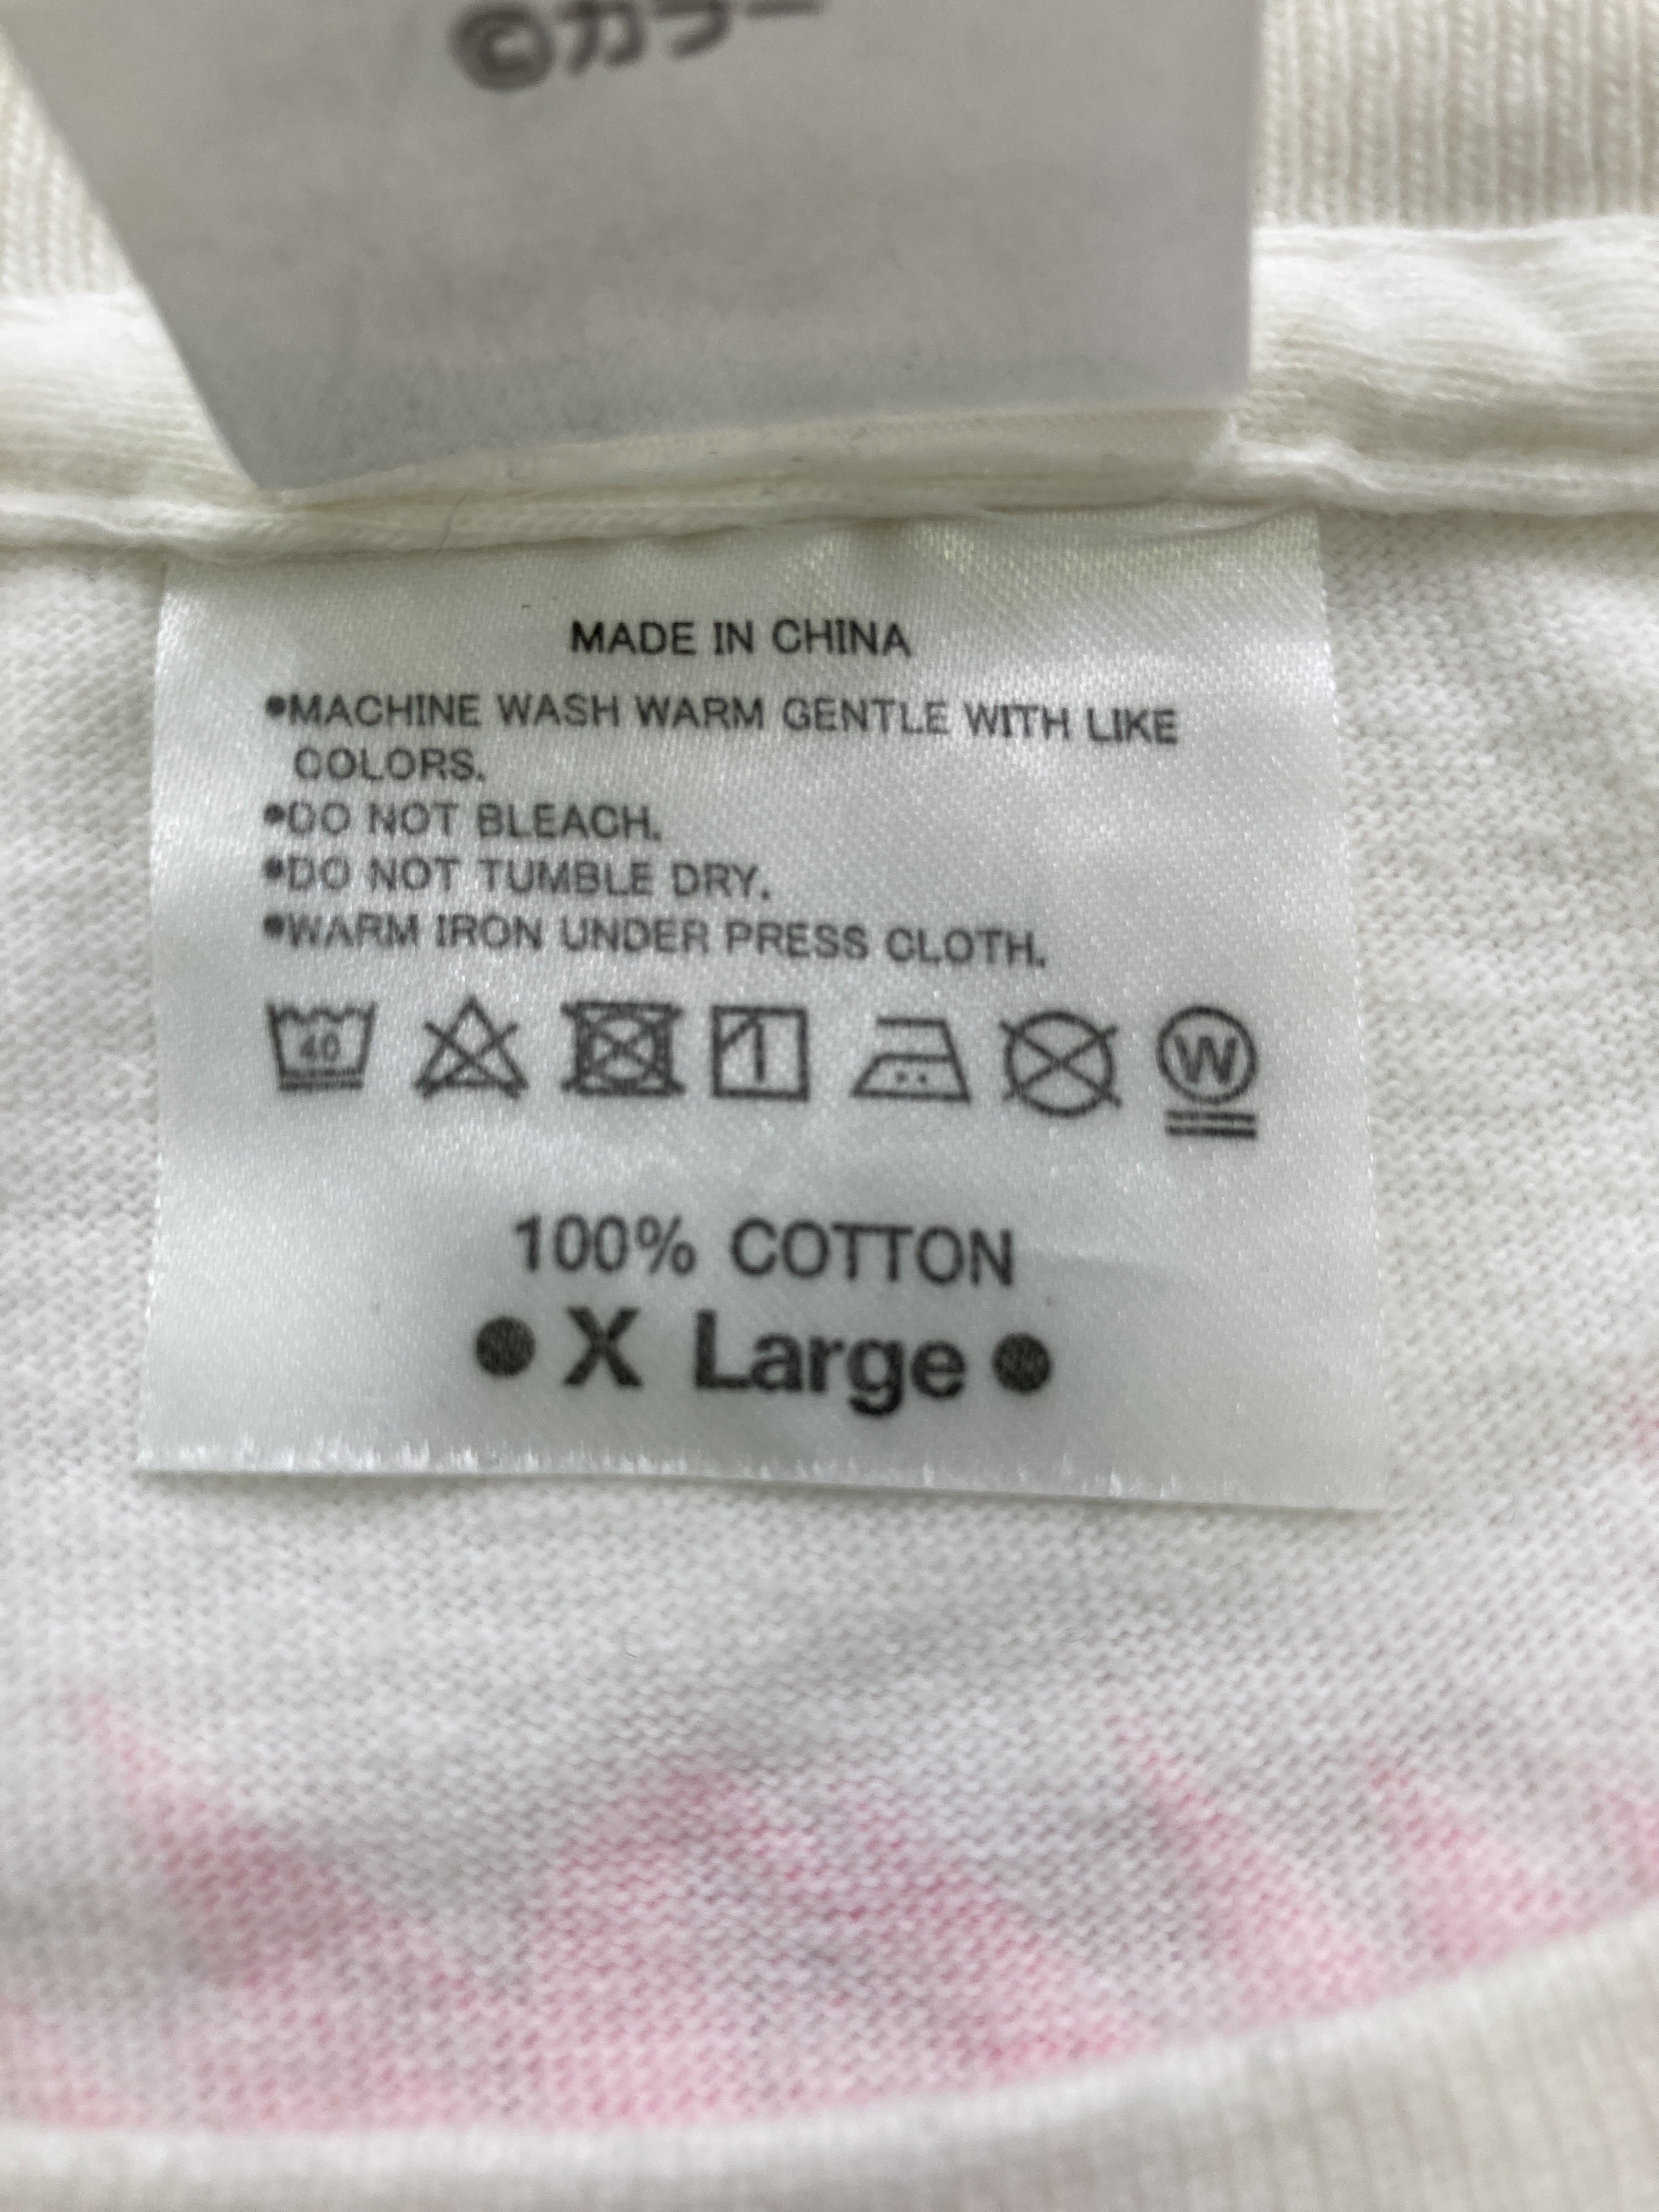 ©カラー
MADE IN CHINA
●MACHINE WASH WARM GENTLE WITH LIKE
COLORS.
●DO NOT BLEACH.
●DO NOT TUMBLE DRY.
●WARM IRON UNDER PRESS CLOTH.
40 W
100% COTTON
● X Large ●